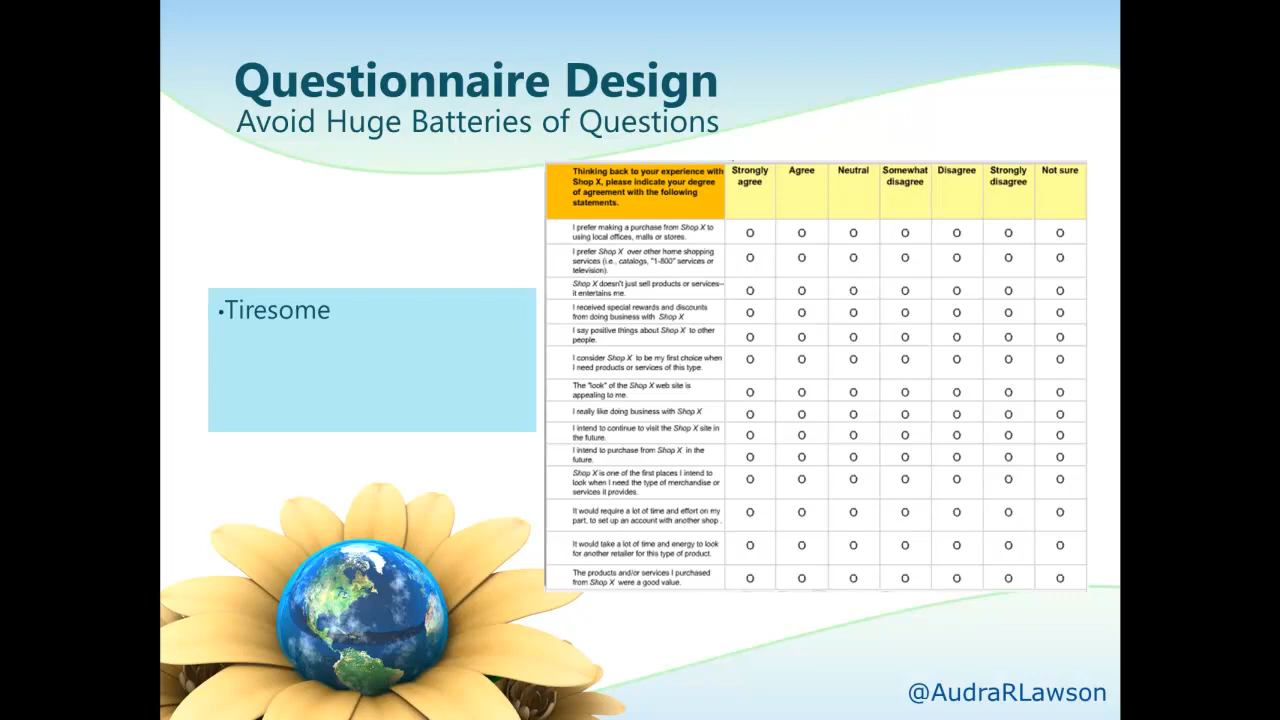 Questionnaire Design
Avoid Huge Batteries of Questions
•Tiresome
Thinking back to your experience with
Shop X, please indicate your degree
of agreement with the following
statements.
Strongly
agree
Agree
Neutral
Somewhat
disagree
Disagree
Strongly
disagree
Not sure
I prefer making a purchase from Shop X to
using local offices, malls or stores.
O O O O O O O
I prefer Shop X over other home shopping
services (i.e., catalogs, "1-800" services or
television).
O O O O O O O
Shop X doesn't just sell products or services--
it entertains me.
O O O O O O O
I received special rewards and discounts
from doing business with Shop X
O O O O O O O
I say positive things about Shop X to other
people.
O O O O O O O
I consider Shop X to be my first choice when
I need products or services of this type.
O O O O O O O
The "look" of the Shop X web site is
appealing to me.
O O O O O O O
I really like doing business with Shop X
O O O O O O O
I intend to continue to visit the Shop X site in
the future.
O O O O O O O
I intend to purchase from Shop X in the
future.
O O O O O O O
Shop X is one of the first places I intend to
look when I need the type of merchandise or
services it provides.
O O O O O O O
It would require a lot of time and effort on my
part, to set up an account with another shop .
O O O O O O O
It would take a lot of time and energy to look
for another retailer for this type of product.
O O O O O O O
The products and/or services I purchased
from Shop X were a good value.
O O O O O O O
@AudraRLawson